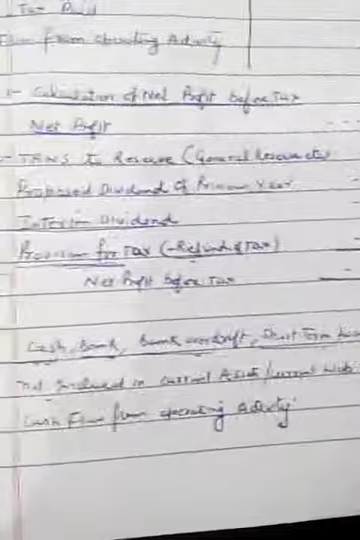 Tax Paid
Flow from operating Activity
:- Calculation of Net Profit before Tax
Net Profit
- TRANS to Reserve (General Reserve etc)
Proposed Dividend of Previous Year
Interim Dividend
Provision for Tax (-Refund of Tax)
Net Profit before Tax
Cash, Bank, Bank overdraft, Short Term
not included in current Asset/current
Cash Flow from operating Activity